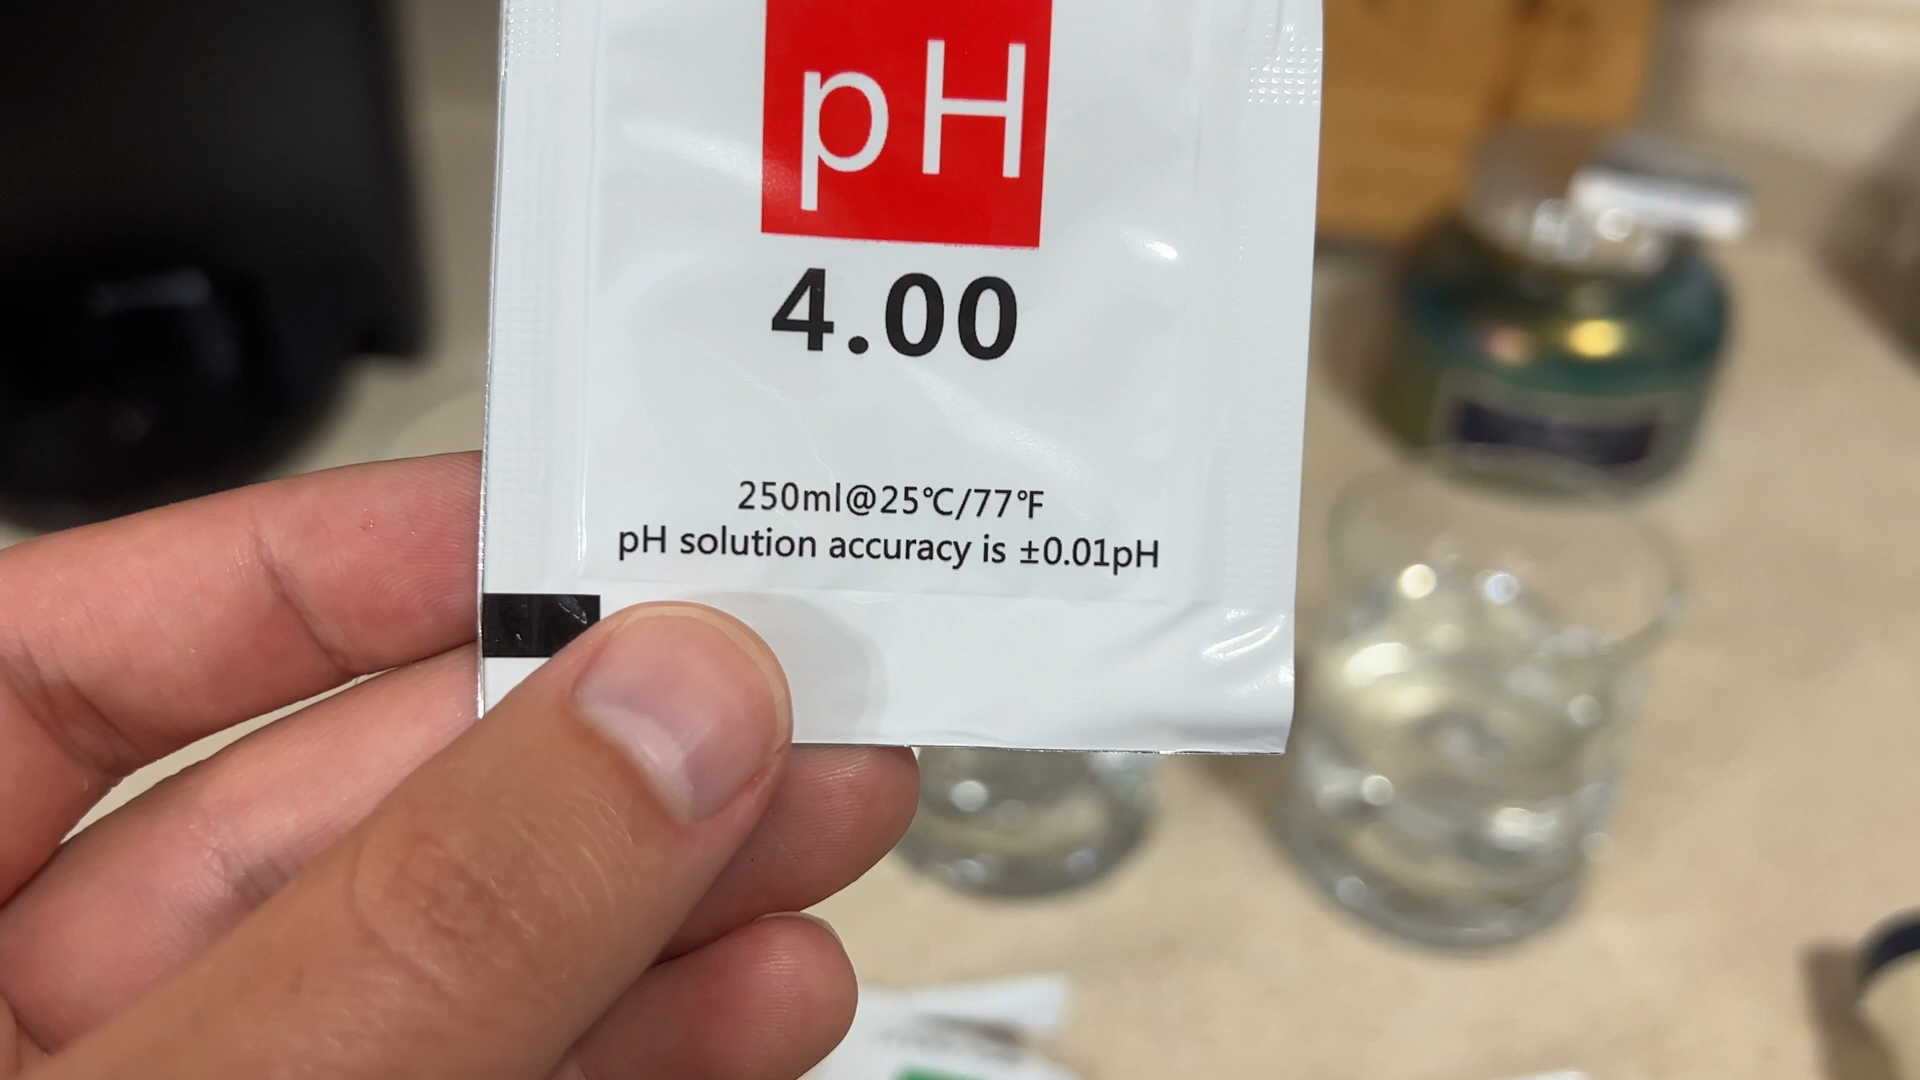 pH
4.00
250ml@25℃/77℉
pH solution accuracy is ±0.01pH